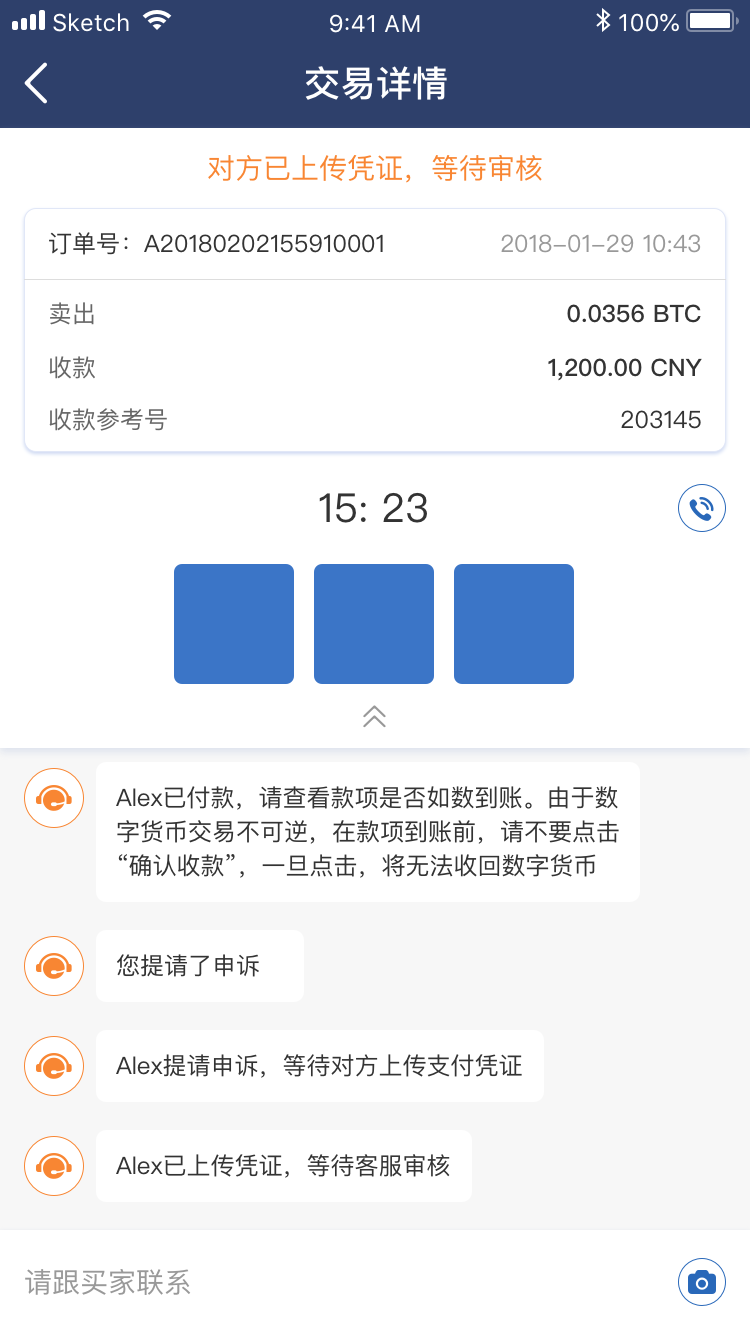 Sketch 9:41 AM 100%
交易详情
对方已上传凭证，等待审核
订单号：A20180202155910001 2018-01-29 10:43
卖出 0.0356 BTC
收款 1,200.00 CNY
收款参考号 203145
15: 23
Alex已付款，请查看款项是否如数到账。由于数
字货币交易不可逆，在款项到账前，请不要点击
“确认收款”，一旦点击，将无法收回数字货币
您提请了申诉
Alex提请申诉，等待对方上传支付凭证
Alex已上传凭证，等待客服审核
请跟买家联系